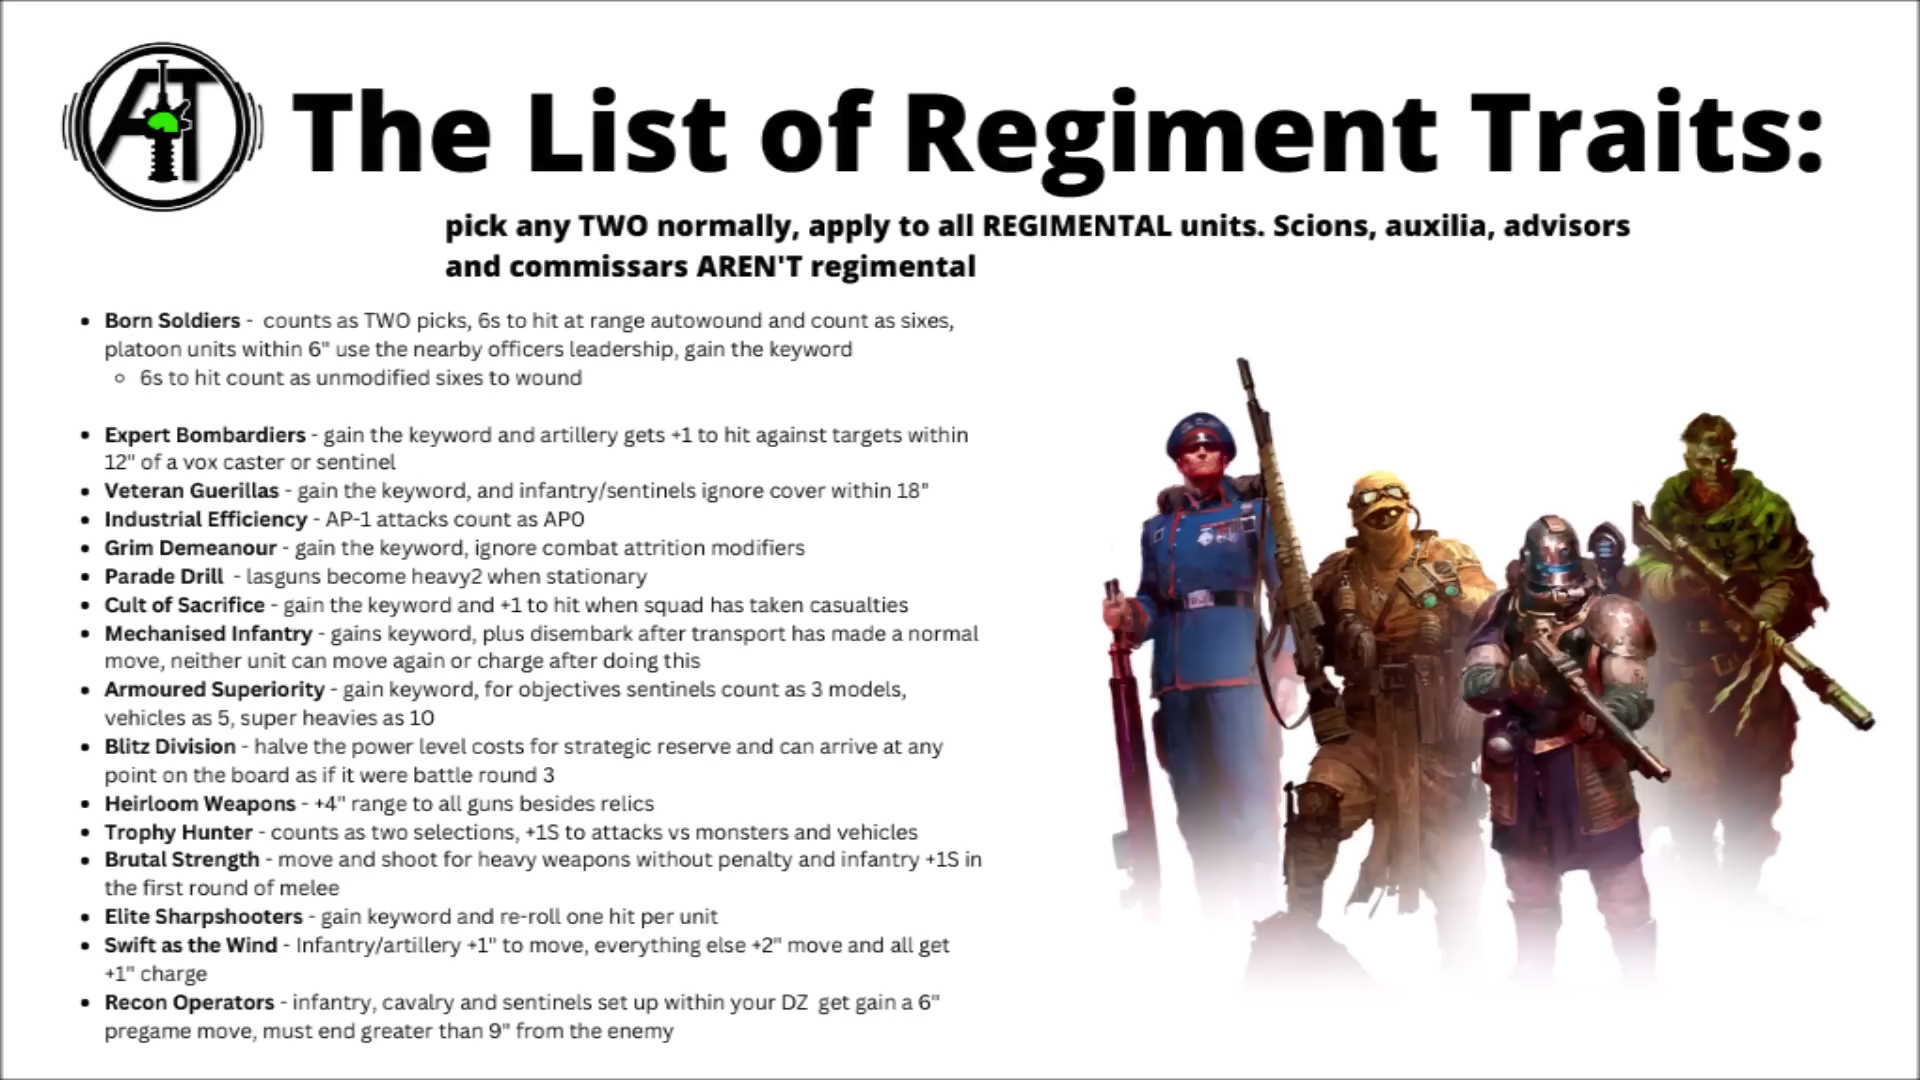 AT
The List of Regiment Traits:
pick any TWO normally, apply to all REGIMENTAL units. Scions, auxilia, advisors
and commissars AREN'T regimental
• Born Soldiers -  counts as TWO picks, 6s to hit at range autowound and count as sixes,
platoon units within 6" use the nearby officers leadership, gain the keyword
○ 6s to hit count as unmodified sixes to wound
• Expert Bombardiers - gain the keyword and artillery gets +1 to hit against targets within
12" of a vox caster or sentinel
• Veteran Guerillas - gain the keyword, and infantry/sentinels ignore cover within 18"
• Industrial Efficiency - AP-1 attacks count as AP0
• Grim Demeanour - gain the keyword, ignore combat attrition modifiers
• Parade Drill  - lasguns become heavy2 when stationary
• Cult of Sacrifice - gain the keyword and +1 to hit when squad has taken casualties
• Mechanised Infantry - gains keyword, plus disembark after transport has made a normal
move, neither unit can move again or charge after doing this
• Armoured Superiority - gain keyword, for objectives sentinels count as 3 models,
vehicles as 5, super heavies as 10
• Blitz Division - halve the power level costs for strategic reserve and can arrive at any
point on the board as if it were battle round 3
• Heirloom Weapons - +4" range to all guns besides relics
• Trophy Hunter - counts as two selections, +1S to attacks vs monsters and vehicles
• Brutal Strength - move and shoot for heavy weapons without penalty and infantry +1S in
the first round of melee
• Elite Sharpshooters - gain keyword and re-roll one hit per unit
• Swift as the Wind - Infantry/artillery +1" to move, everything else +2" move and all get
+1" charge
• Recon Operators - infantry, cavalry and sentinels set up within your DZ  get gain a 6"
pregame move, must end greater than 9" from the enemy